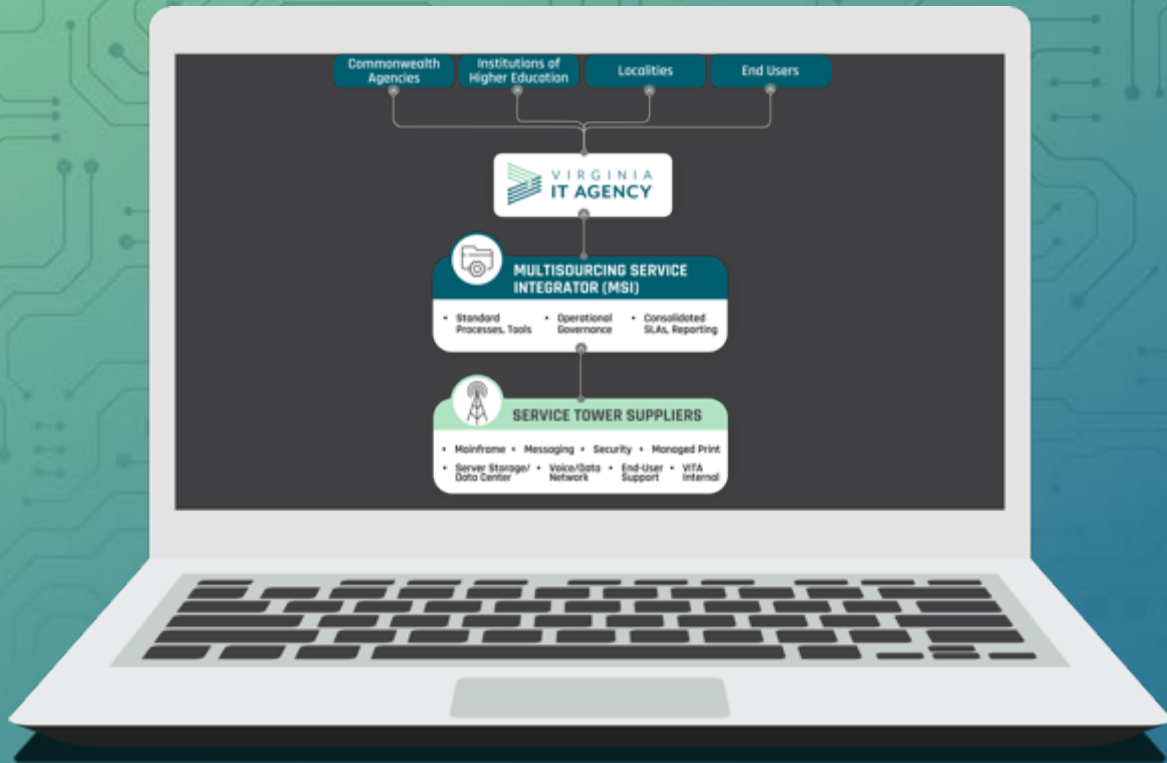 Commonwealth
Agencies
Institutions of
Higher Education
Localities
End Users
VIRGINIA
IT AGENCY
MULTISOURCING SERVICE
INTEGRATOR (MSI)
• Standard
Processes, Tools
• Operational
Governance
• Consolidated
SLAs, Reporting
SERVICE TOWER SUPPLIERS
• Mainframe • Messaging • Security • Managed Print
• Server Storage/
Data Center
• Voice/Data
Network
• End-User
Support
• VITA
Internal